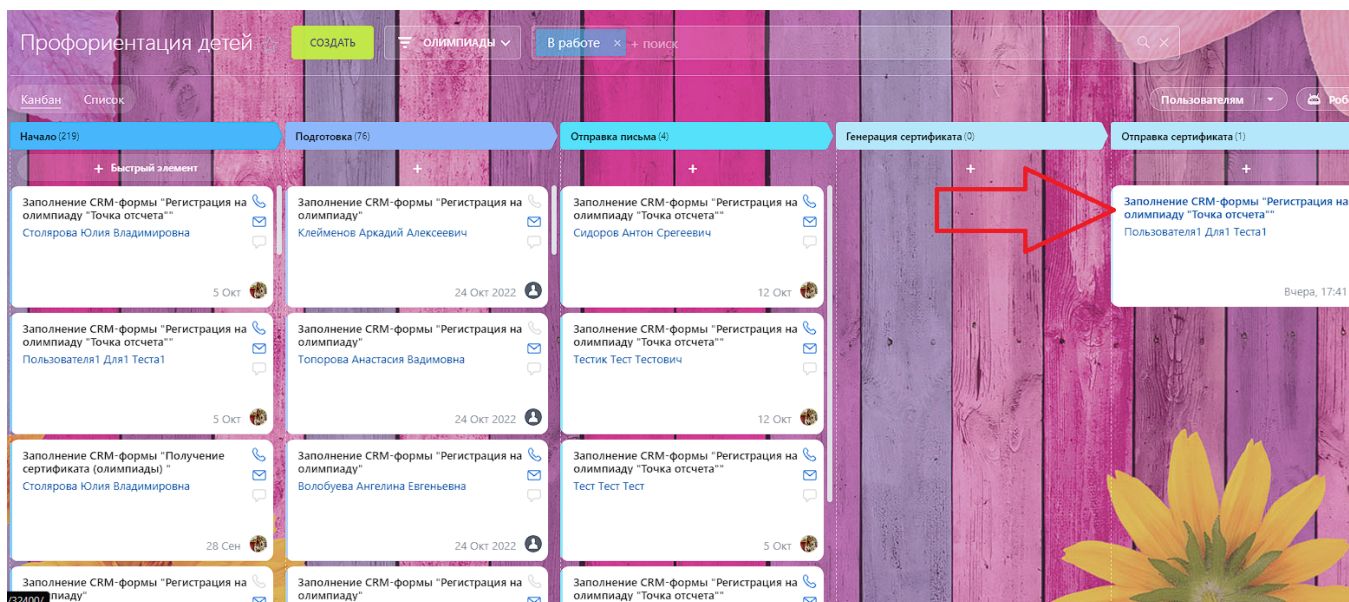 Профориентация детей
СОЗДАТЬ
ОЛИМПИАДЫ
В работе × + поиск
Канбан Список
Пользователям
Роб
Начало (219)
Подготовка (76)
Отправка письма (4)
Генерация сертификата (0)
Отправка сертификата (1)
+ Быстрый элемент
+
+
+
+
Заполнение CRM-формы "Регистрация на
олимпиаду "Точка отсчета""
Столярова Юлия Владимировна
5 Окт
Заполнение CRM-формы "Регистрация на
олимпиаду"
Клейменов Аркадий Алексеевич
24 Окт 2022
Заполнение CRM-формы "Регистрация на
олимпиаду "Точка отсчета""
Сидоров Антон Срегеевич
12 Окт
Заполнение CRM-формы "Регистрация на
олимпиаду "Точка отсчета""
Пользователя1 Для1 Теста1
Вчера, 17:41
Заполнение CRM-формы "Регистрация на
олимпиаду "Точка отсчета""
Пользователя1 Для1 Теста1
5 Окт
Заполнение CRM-формы "Регистрация на
олимпиаду"
Топорова Анастасия Вадимовна
24 Окт 2022
Заполнение CRM-формы "Регистрация на
олимпиаду "Точка отсчета""
Тестик Тест Тестович
12 Окт
Заполнение CRM-формы "Получение
сертификата (олимпиады) "
Столярова Юлия Владимировна
28 Сен
Заполнение CRM-формы "Регистрация на
олимпиаду"
Волобуева Ангелина Евгеньевна
24 Окт 2022
Заполнение CRM-формы "Регистрация на
олимпиаду "Точка отсчета""
Тест Тест Тест
5 Окт
Заполнение CRM-формы "Регистрация на
пиаду"
/32400/
Заполнение CRM-формы "Регистрация на
олимпиаду"
Заполнение CRM-формы "Регистрация на
олимпиаду "Точка отсчета""